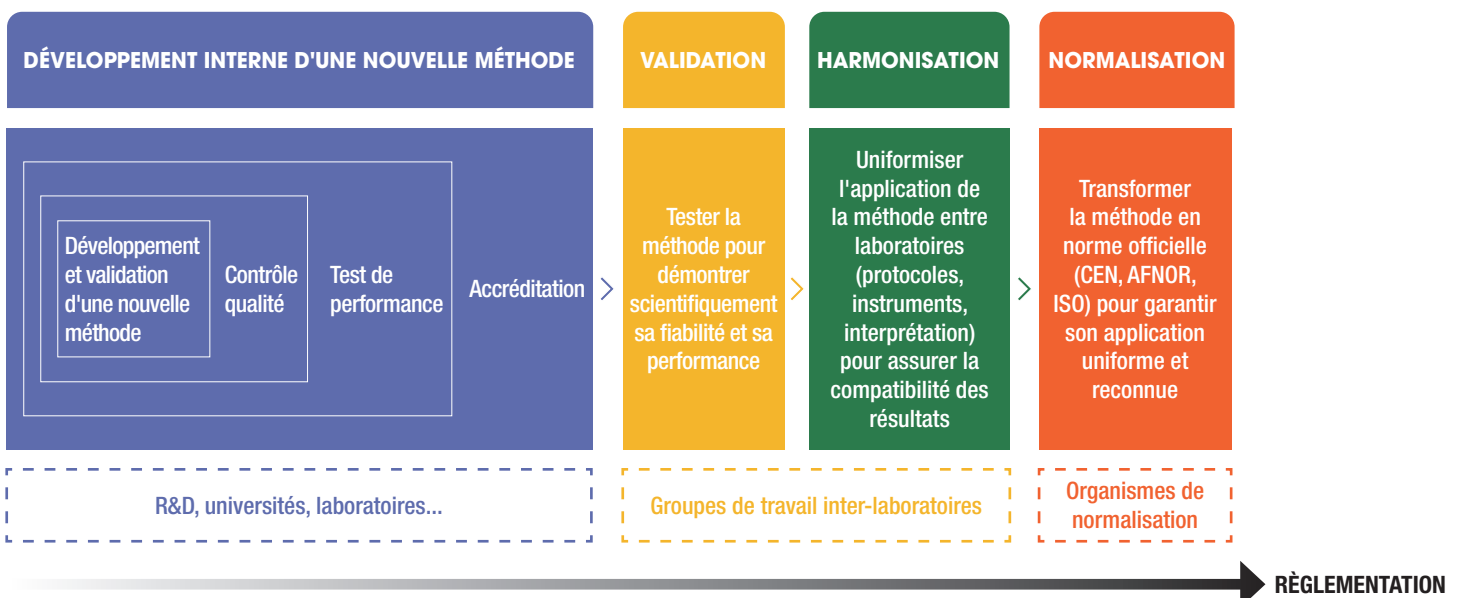 DÉVELOPPEMENT INTERNE D'UNE NOUVELLE MÉTHODE
Développement
et validation
d'une nouvelle
méthode
Contrôle
qualité
Test de
performance
Accréditation
VALIDATION
Tester la
méthode pour
démontrer
scientifiquement
sa fiabilité et sa
performance
HARMONISATION
Uniformiser
l'application de
la méthode entre
laboratoires
(protocoles,
instruments,
interprétation)
pour assurer la
compatibilité des
résultats
NORMALISATION
Transformer
la méthode en
norme officielle
(CEN, AFNOR,
ISO) pour garantir
son application
uniforme et
reconnue
R&D, universités, laboratoires...
Groupes de travail inter-laboratoires
Organismes de
normalisation
RÈGLEMENTATION